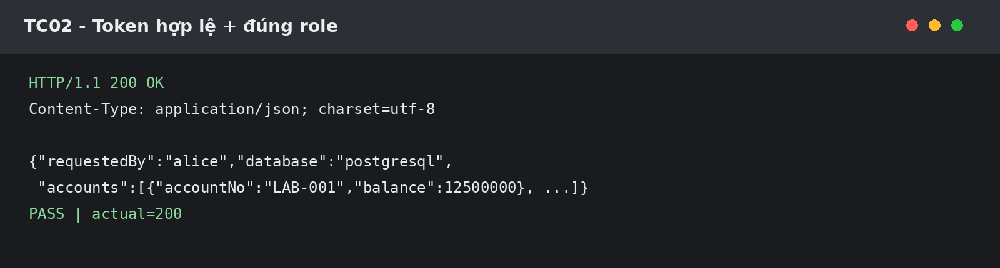 TC02 - Token hợp lệ + đúng role
HTTP/1.1 200 OK
Content-Type: application/json; charset=utf-8
{"requestedBy":"alice","database":"postgresql",
"accounts":[{"accountNo":"LAB-001","balance":12500000}, ...]}
PASS | actual=200